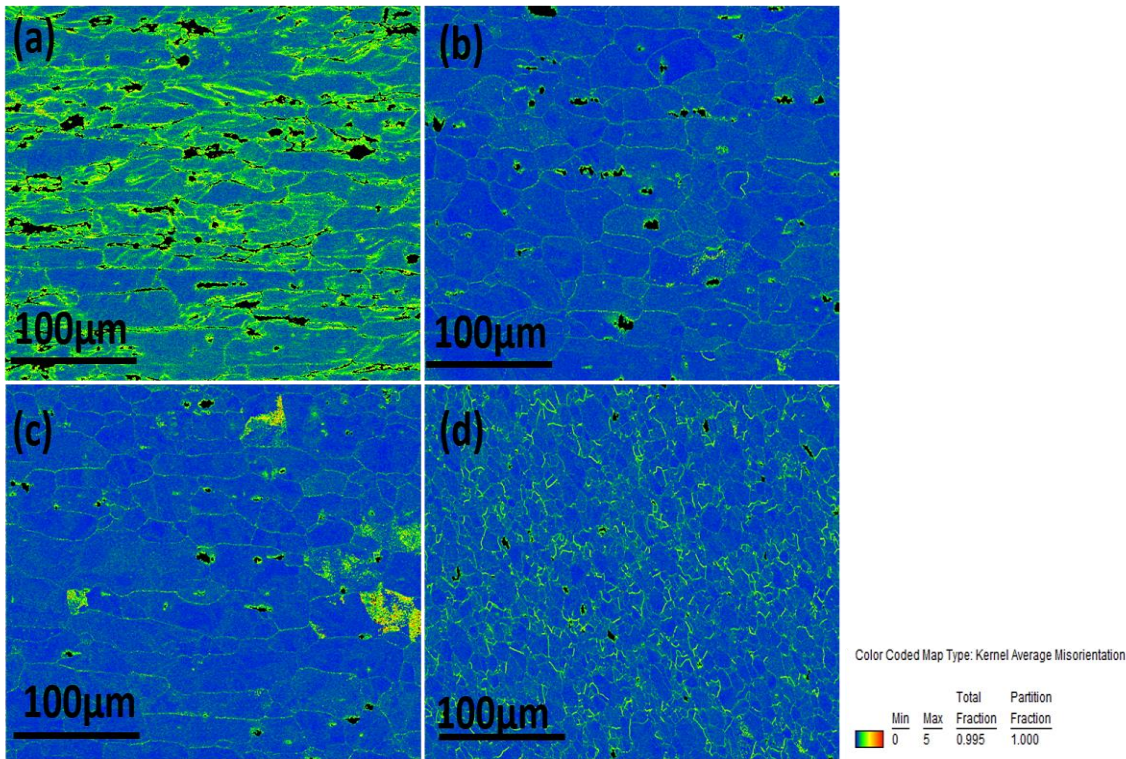 (a)
(b)
100µm
100µm
(c)
(d)
100µm
100µm
Color Coded Map Type: Kernel Average Misorientation
Total Partition
Min Max Fraction Fraction
0 5 0.995 1.000